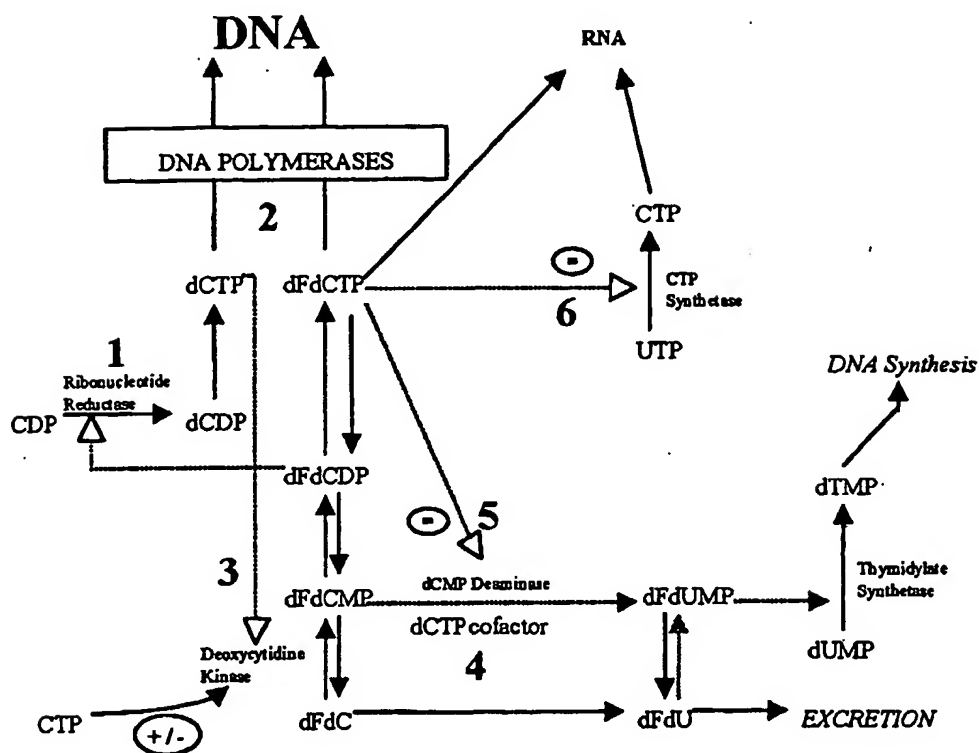 DNA
RNA
DNA POLYMERASES
2
CTP
dCTP
dFdCTP
-
6
CTP
Synthetase
UTP
1
Ribonucleotide
Reductase
CDP
dCDP
DNA Synthesis
dFdCDP
dTMP
-
5
3
dCMP Deaminase
dFdCMP
dFdUMP
Thymidylate
Synthetase
dCTP cofactor
4
dUMP
Deoxycytidine
Kinase
CTP
+/-
dFdC
dFdU
EXCRETION